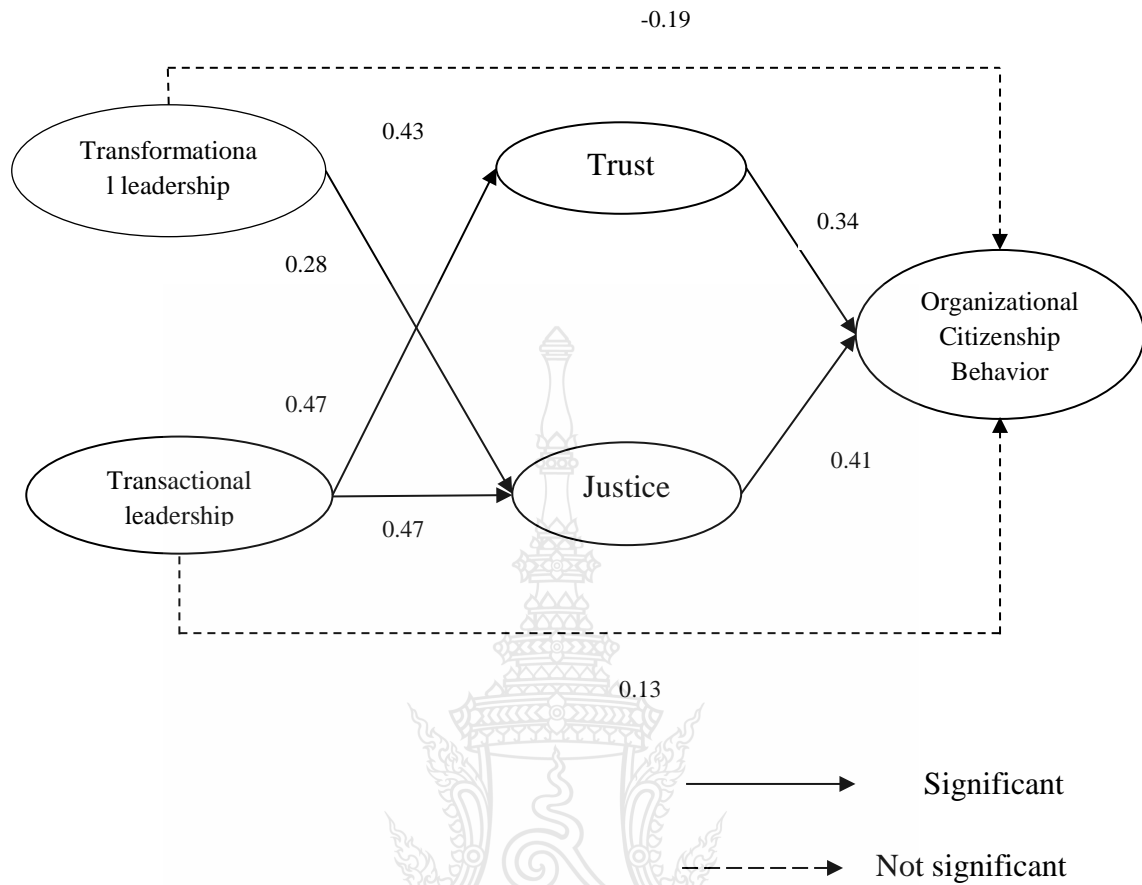 -0.19
0.43
Transformationa
l leadership
Trust
0.34
0.28
Organizational
Citizenship
Behavior
0.47
0.41
Transactional
leadership
Justice
0.47
0.13
Significant
Not significant